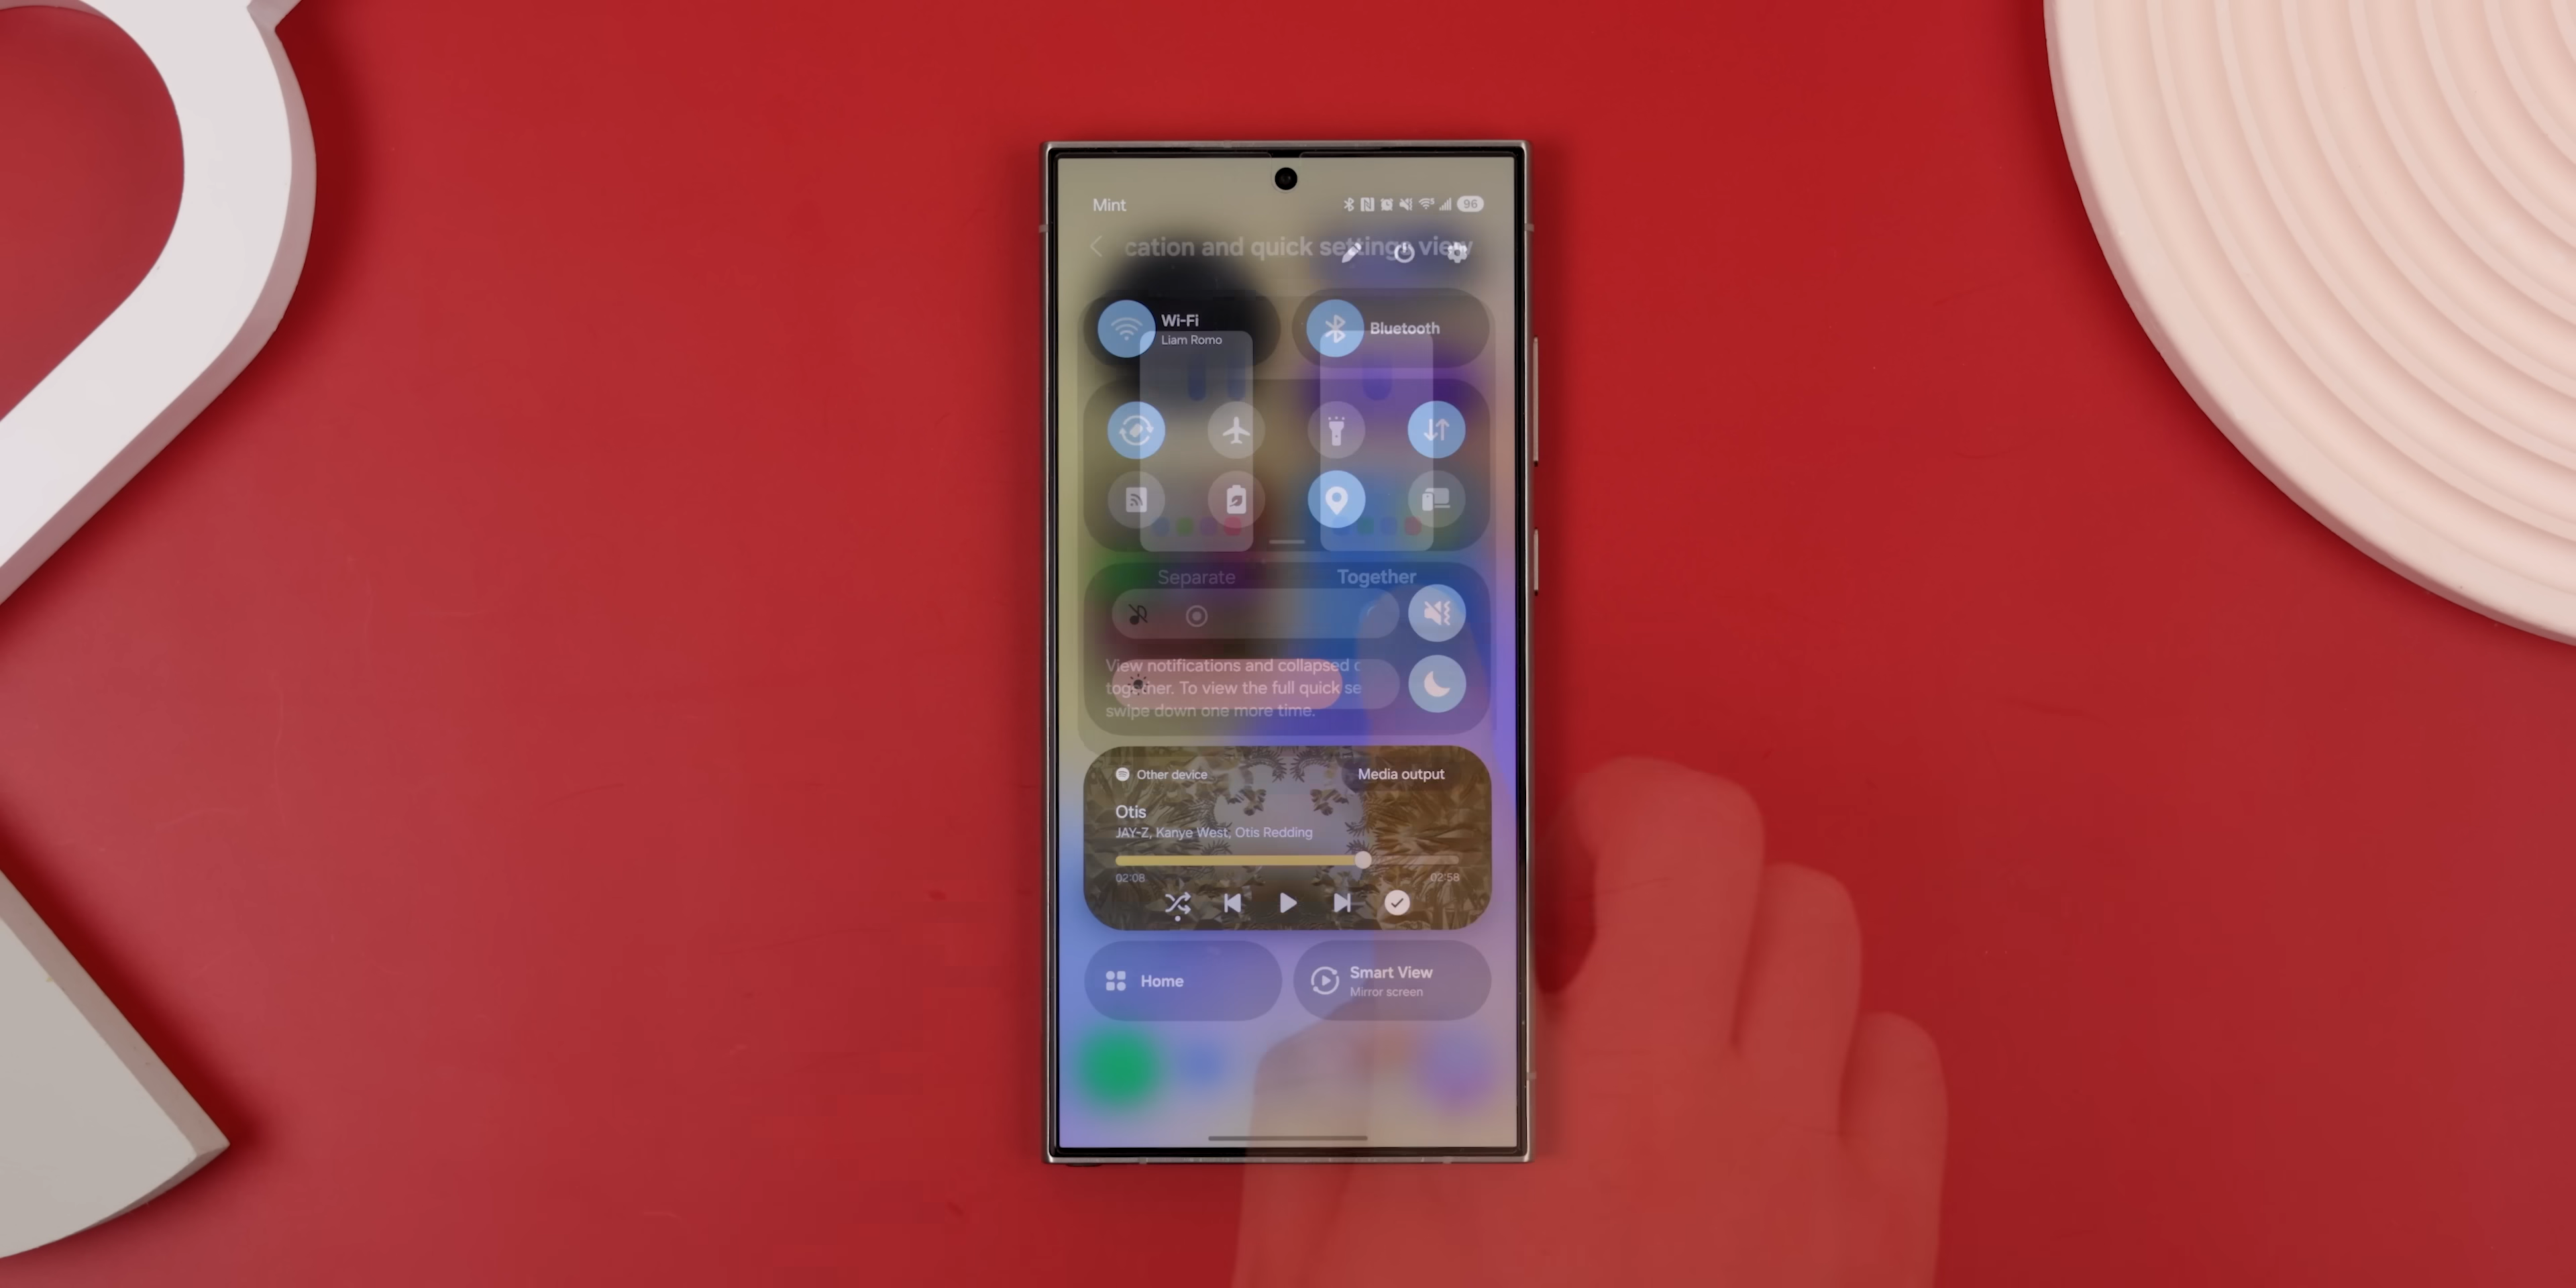 Mint
96
cation and quick settings view
Wi-Fi
Liam Romo
Bluetooth
Separate
Together
View notifications and collapsed
together. To view the full quick se
swipe down one more time.
Other device
Media output
Otis
JAY-Z, Kanye West, Otis Redding
02:08
02:58
Home
Smart View
Mirror screen